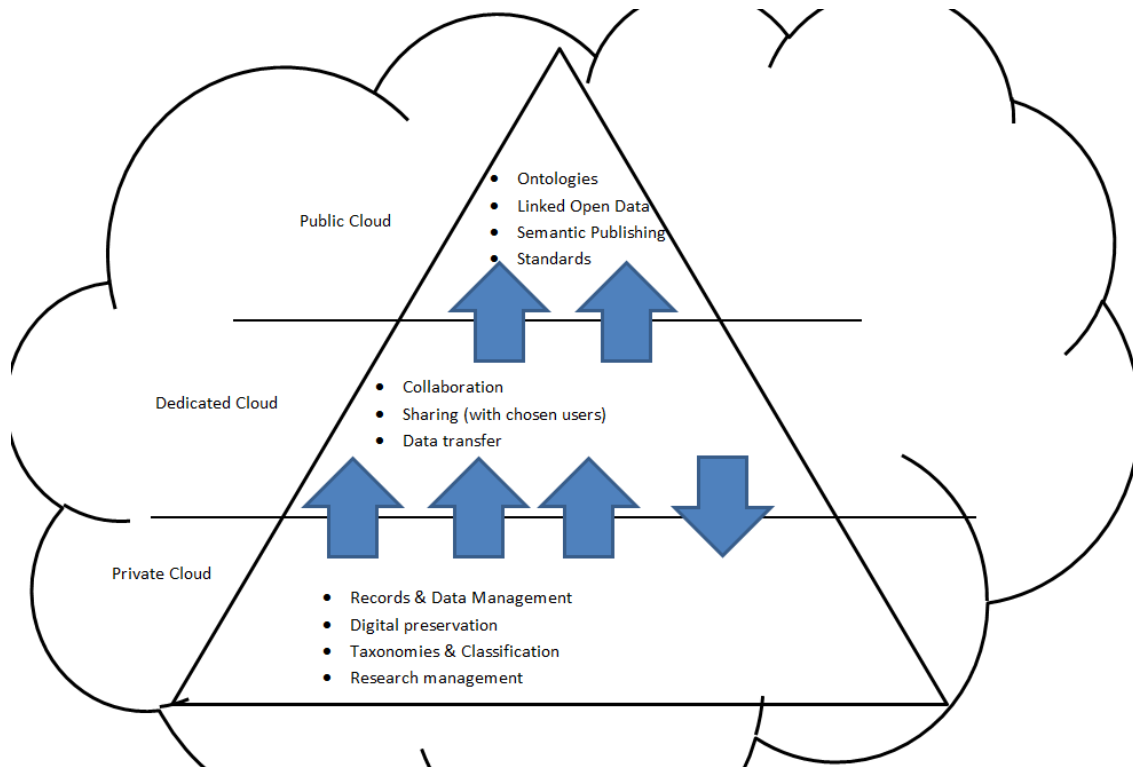 Public Cloud
• Ontologies
• Linked Open Data
• Semantic Publishing
• Standards
Dedicated Cloud
• Collaboration
• Sharing (with chosen users)
• Data transfer
Private Cloud
• Records & Data Management
• Digital preservation
• Taxonomies & Classification
• Research management